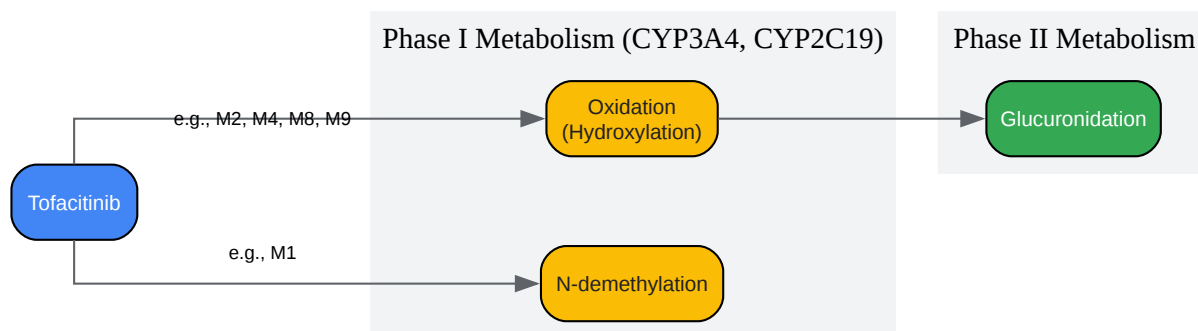 Phase I Metabolism (CYP3A4, CYP2C19)
Phase II Metabolism
Oxidation
(Hydroxylation)
Glucuronidation
e.g., M2, M4, M8, M9
Tofacitinib
e.g., M1
N-demethylation